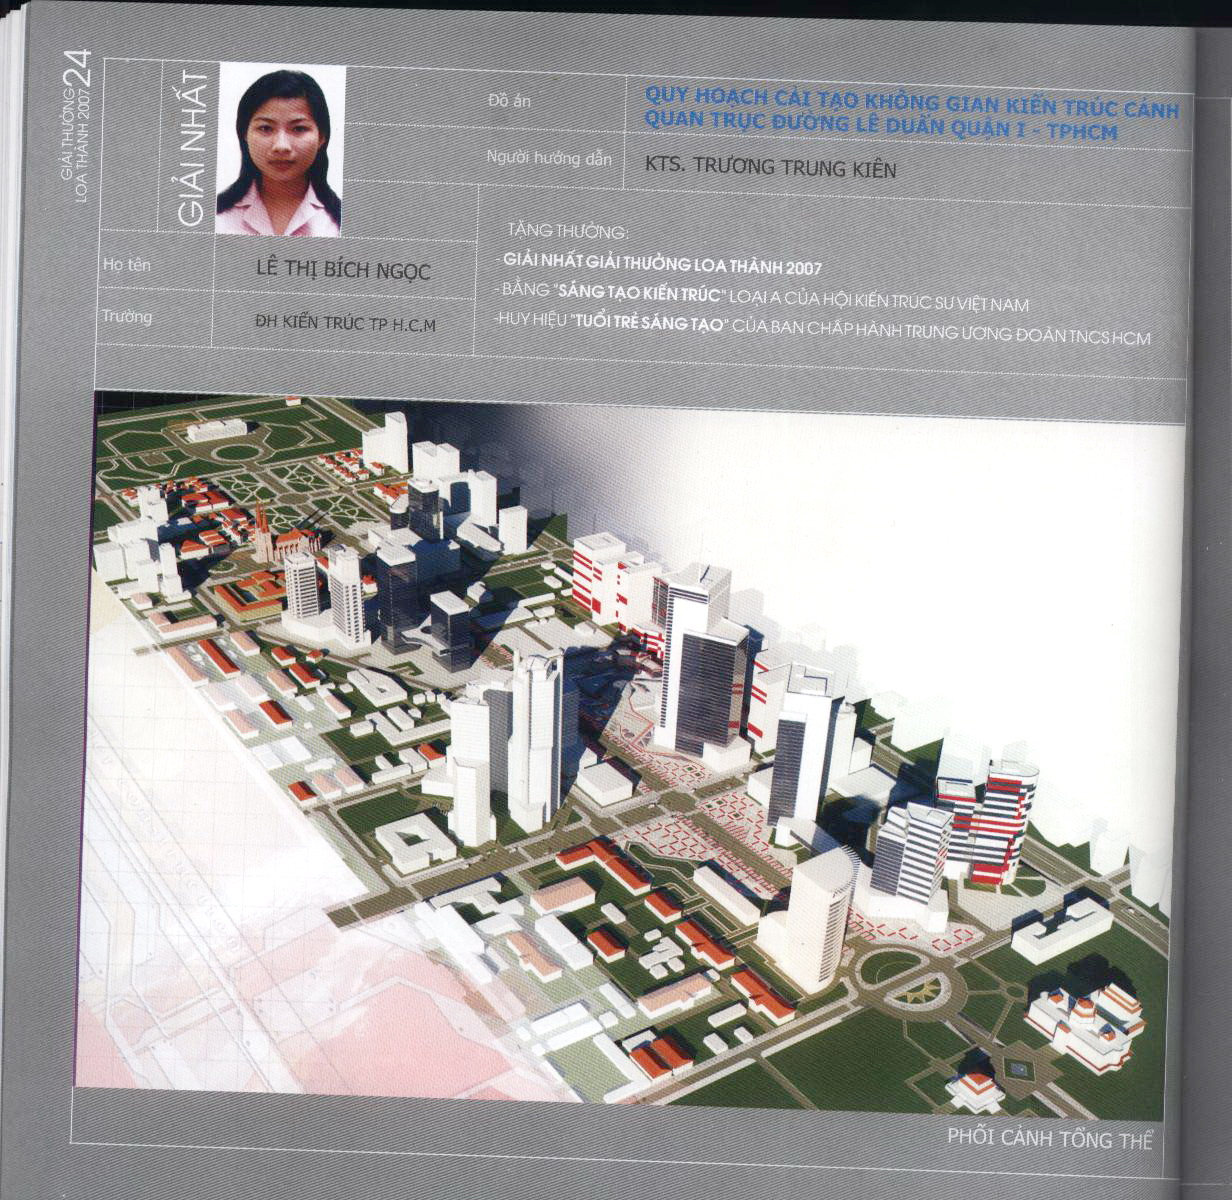 GIẢI THƯỞNG
LOA THÀNH 2007
24
GIẢI NHẤT
Đồ án
QUY HOẠCH CẢI TẠO KHÔNG GIAN KIẾN TRÚC CẢNH
QUAN TRỤC ĐƯỜNG LÊ DUẨN QUẬN I - TPHCM
Người hướng dẫn
KTS. TRƯƠNG TRUNG KIÊN
Họ tên
LÊ THỊ BÍCH NGỌC
Trường
ĐH KIẾN TRÚC TP H.C.M
TẶNG THƯỞNG:
- GIẢI NHẤT GIẢI THƯỞNG LOA THÀNH 2007
- BẰNG "SÁNG TẠO KIẾN TRÚC" LOẠI A CỦA HỘI KIẾN TRÚC SƯ VIỆT NAM
-HUY HIỆU "TUỔI TRẺ SÁNG TẠO" CỦA BAN CHẤP HÀNH TRUNG ƯƠNG ĐOÀN TNCS HCM
PHỐI CẢNH TỔNG THỂ